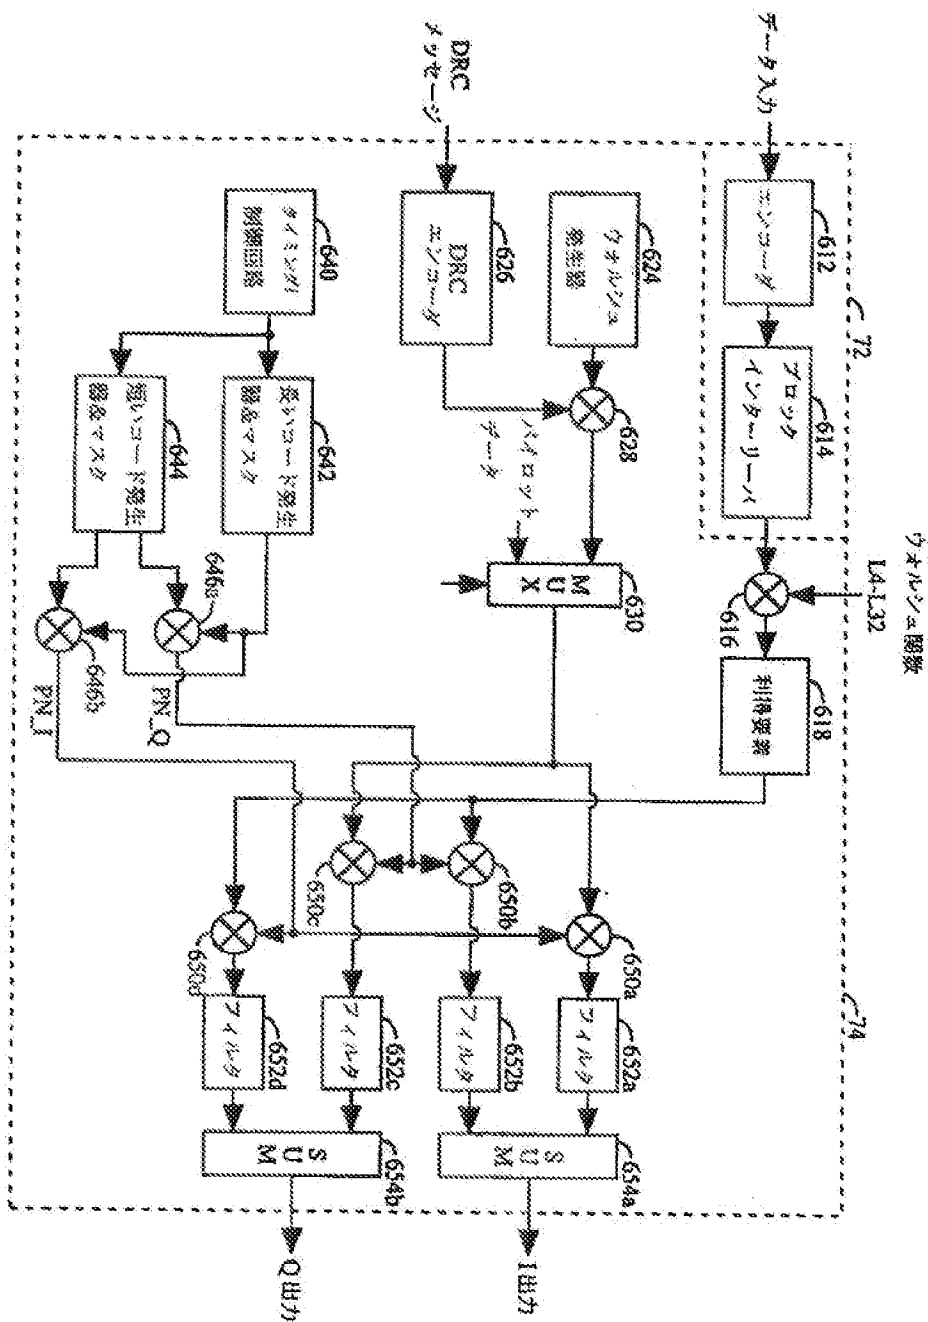 データ入力
エンコーダ
612
ブロック
インターリーバ
614
72
ウォルシュ関数
L4-L32
616
利得要素
618
74
ウォルシュ
発生器
624
DRC
メッセージ
DRC
エンコーダ
626
628
パイロット
データ
MUX
630
タイミング/
制御回路
640
長いコード発生
器&マスク
642
短いコード発生
器&マスク
644
646a
646b
PN_Q
PN_I
650a
650b
650c
650d
フィルタ
652a
フィルタ
652b
フィルタ
652c
フィルタ
652d
SUM
654a
SUM
654b
I出力
Q出力